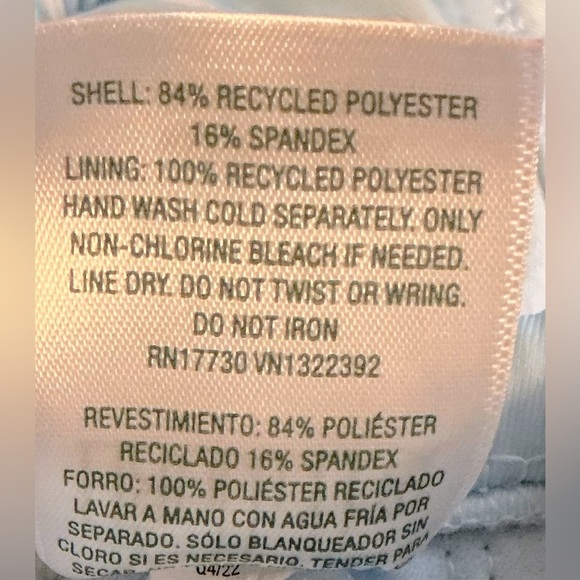 SHELL: 84% RECYCLED POLYESTER
16% SPANDEX
LINING: 100% RECYCLED POLYESTER
HAND WASH COLD SEPARATELY. ONLY
NON-CHLORINE BLEACH IF NEEDED.
LINE DRY. DO NOT TWIST OR WRING.
DO NOT IRON
RN17730 VN1322392
REVESTIMIENTO: 84% POLIÉSTER
RECICLADO 16% SPANDEX
FORRO: 100% POLIÉSTER RECICLADO
LAVAR A MANO CON AGUA FRÍA POR
SEPARADO. SÓLO BLANQUEADOR SIN
CLORO SI ES NECESARIO. TENDER PARA
04/22